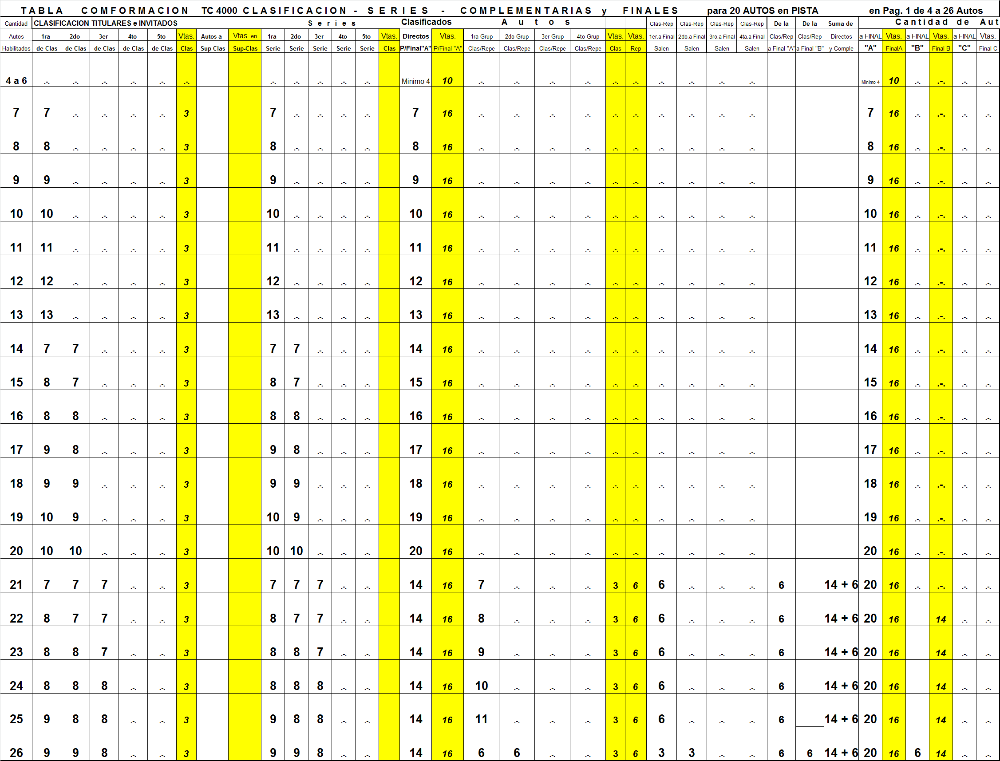 TABLA COMFORMACION TC 4000 CLASIFICACION - SERIES - COMPLEMENTARIAS y FINALES para 20 AUTOS en PISTA en Pag. 1 de 4 a 26 Autos
Cantidad CLASIFICACION TITULARES e INVITADOS Series Clasificados Autos Clas-Rep Clas-Rep Clas-Rep Clas-Rep De la De la Suma de Cantidad de Aut
Autos 1ra 2do 3er 4to 5to Vtas. Autos a Vtas. en 1ra 2do 3er 4to 5to Vtas. Directos Vtas. 1ra Grup 2do Grup 3er Grup 4to Grup Vtas. Vtas. 1er.a Final 2do.a Final 3ro.a Final 4ta.a Final Clas/Rep Clas/Rep Directos a FINAL Vtas. a FINAL Vtas. a FINAL Vtas.
Habilitados de Clas de Clas de Clas de Clas de Clas Clas Sup Clas Sup-Clas Serie Serie Serie Serie Serie Clas P/Final"A" P/Final "A" Clas/Repe Clas/Repe Clas/Repe Clas/Repe Clas Rep Salen Salen Salen Salen a Final "A" a Final "B" y Comple "A" FinalA "B" Final B "C" Final C
4 a 6 .-. .-. .-. .-. .-. .-. .-. .-. .-. .-. .-. Minimo 4 10 .-. .-. .-. .-. .-. .-. .-. .-. .-. .-. Minimo 4 10 .-. .-. .-. .-.
7 7 .-. .-. .-. .-. 3 7 .-. .-. .-. .-. 7 16 .-. .-. .-. .-. .-. .-. .-. .-. .-. .-. 7 16 .-. .-. .-. .-.
8 8 .-. .-. .-. .-. 3 8 .-. .-. .-. .-. 8 16 .-. .-. .-. .-. .-. .-. .-. .-. .-. .-. 8 16 .-. .-. .-. .-.
9 9 .-. .-. .-. .-. 3 9 .-. .-. .-. .-. 9 16 .-. .-. .-. .-. .-. .-. .-. .-. .-. .-. 9 16 .-. .-. .-. .-.
10 10 .-. .-. .-. .-. 3 10 .-. .-. .-. .-. 10 16 .-. .-. .-. .-. .-. .-. .-. .-. .-. .-. 10 16 .-. .-. .-. .-.
11 11 .-. .-. .-. .-. 3 11 .-. .-. .-. .-. 11 16 .-. .-. .-. .-. .-. .-. .-. .-. .-. .-. 11 16 .-. .-. .-. .-.
12 12 .-. .-. .-. .-. 3 12 .-. .-. .-. .-. 12 16 .-. .-. .-. .-. .-. .-. .-. .-. .-. .-. 12 16 .-. .-. .-. .-.
13 13 .-. .-. .-. .-. 3 13 .-. .-. .-. .-. 13 16 .-. .-. .-. .-. .-. .-. .-. .-. .-. .-. 13 16 .-. .-. .-. .-.
14 7 7 .-. .-. .-. 3 7 7 .-. .-. .-. 14 16 .-. .-. .-. .-. .-. .-. .-. .-. .-. .-. 14 16 .-. .-. .-. .-.
15 8 7 .-. .-. .-. 3 8 7 .-. .-. .-. 15 16 .-. .-. .-. .-. .-. .-. .-. .-. .-. .-. 15 16 .-. .-. .-. .-.
16 8 8 .-. .-. .-. 3 8 8 .-. .-. .-. 16 16 .-. .-. .-. .-. .-. .-. .-. .-. .-. .-. 16 16 .-. .-. .-. .-.
17 9 8 .-. .-. .-. 3 9 8 .-. .-. .-. 17 16 .-. .-. .-. .-. .-. .-. .-. .-. .-. .-. 17 16 .-. .-. .-. .-.
18 9 9 .-. .-. .-. 3 9 9 .-. .-. .-. 18 16 .-. .-. .-. .-. .-. .-. .-. .-. .-. .-. 18 16 .-. .-. .-. .-.
19 10 9 .-. .-. .-. 3 10 9 .-. .-. .-. 19 16 .-. .-. .-. .-. .-. .-. .-. .-. .-. .-. 19 16 .-. .-. .-. .-.
20 10 10 .-. .-. .-. 3 10 10 .-. .-. .-. 20 16 .-. .-. .-. .-. .-. .-. .-. .-. .-. .-. 20 16 .-. .-. .-. .-.
21 7 7 7 .-. .-. 3 7 7 7 .-. .-. 14 16 7 .-. .-. .-. 3 6 6 .-. .-. .-. 6 14 + 6 20 16 .-. .-. .-. .-.
22 8 7 7 .-. .-. 3 8 7 7 .-. .-. 14 16 8 .-. .-. .-. 3 6 6 .-. .-. .-. 6 14 + 6 20 16 14 .-. .-.
23 8 8 7 .-. .-. 3 8 8 7 .-. .-. 14 16 9 .-. .-. .-. 3 6 6 .-. .-. .-. 6 14 + 6 20 16 14 .-. .-.
24 8 8 8 .-. .-. 3 8 8 8 .-. .-. 14 16 10 .-. .-. .-. 3 6 6 .-. .-. .-. 6 14 + 6 20 16 14 .-. .-.
25 9 8 8 .-. .-. 3 9 8 8 .-. .-. 14 16 11 .-. .-. .-. 3 6 6 .-. .-. .-. 6 14 + 6 20 16 14 .-. .-.
26 9 9 8 .-. .-. 3 9 9 8 .-. .-. 14 16 6 6 .-. .-. 3 6 3 3 .-. .-. 6 6 14 + 6 20 16 6 14 .-. .-.